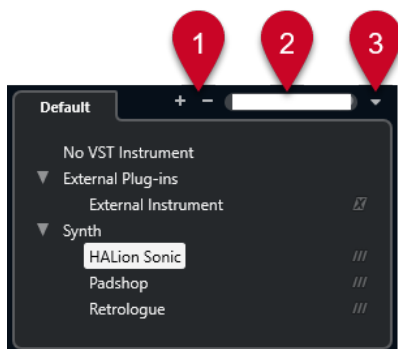 1 2 3
Default + −
No VST Instrument
External Plug-ins
External Instrument
Synth
HALion Sonic
Padshop
Retrologue